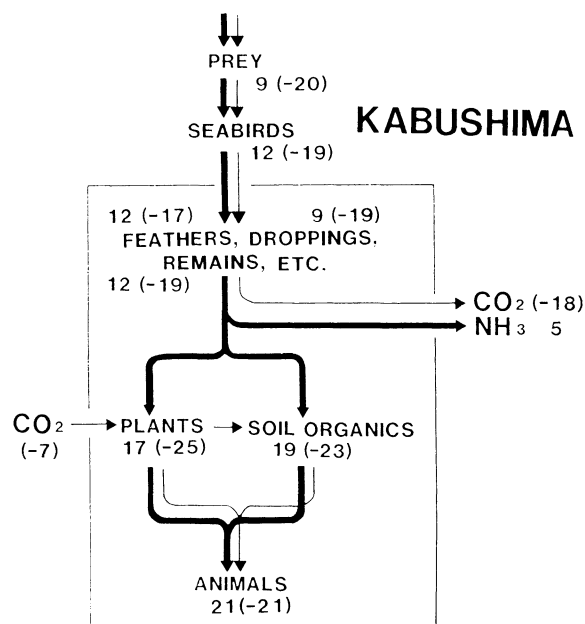 PREY
9 (-20)
KABUSHIMA
SEABIRDS
12 (-19)
12 (-17) 9 (-19)
FEATHERS, DROPPINGS,
REMAINS, ETC.
12 (-19)
CO₂ (-18)
NH₃ 5
CO₂ PLANTS SOIL ORGANICS
(-7) 17 (-25) 19 (-23)
ANIMALS
21(-21)